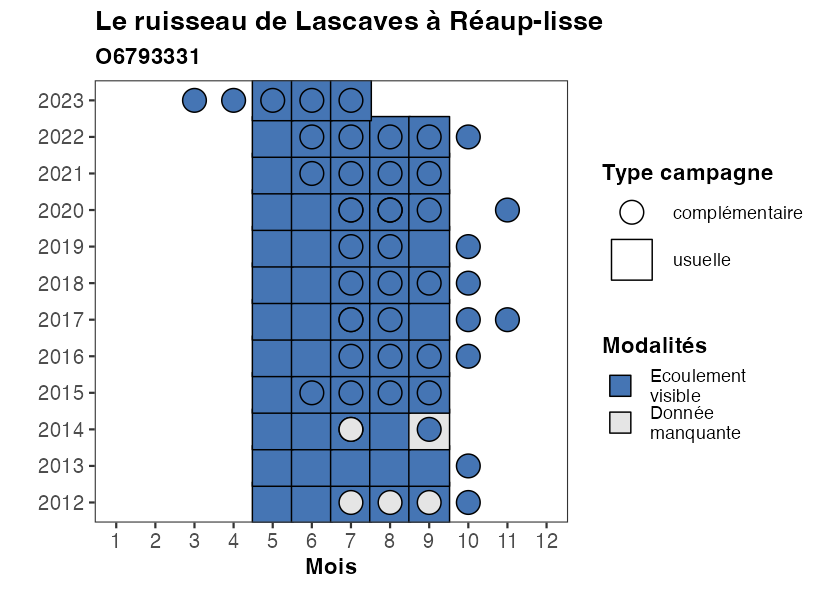 Le ruisseau de Lascaves à Réaup-lisse
O6793331
2023
2022
2021
2020
2019
2018
2017
2016
2015
2014
2013
2012
1 2 3 4 5 6 7 8 9 10 11 12
Mois
Type campagne
complémentaire
usuelle
Modalités
Ecoulement
visible
Donnée
manquante